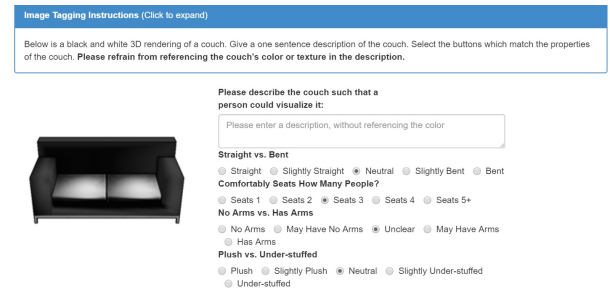 Image Tagging Instructions (Click to expand)
Below is a black and white 3D rendering of a couch. Give a one sentence description of the couch. Select the buttons which match the properties
of the couch. Please refrain from referencing the couch's color or texture in the description.
Please describe the couch such that a
person could visualize it:
Please enter a description, without referencing the color
Straight vs. Bent
Straight Slightly Straight Neutral Slightly Bent Bent
Comfortably Seats How Many People?
Seats 1 Seats 2 Seats 3 Seats 4 Seats 5+
No Arms vs. Has Arms
No Arms May Have No Arms Unclear May Have Arms
Has Arms
Plush vs. Under-stuffed
Plush Slightly Plush Neutral Slightly Under-stuffed
Under-stuffed